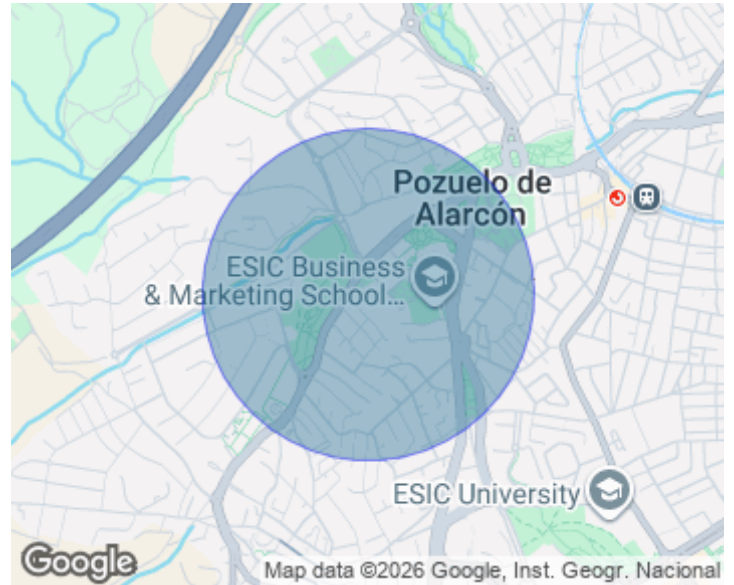 Pozuelo de
Alarcón
ESIC Business
& Marketing School...
ESIC University
Google
Map data ©2026 Google, Inst. Geogr. Nacional